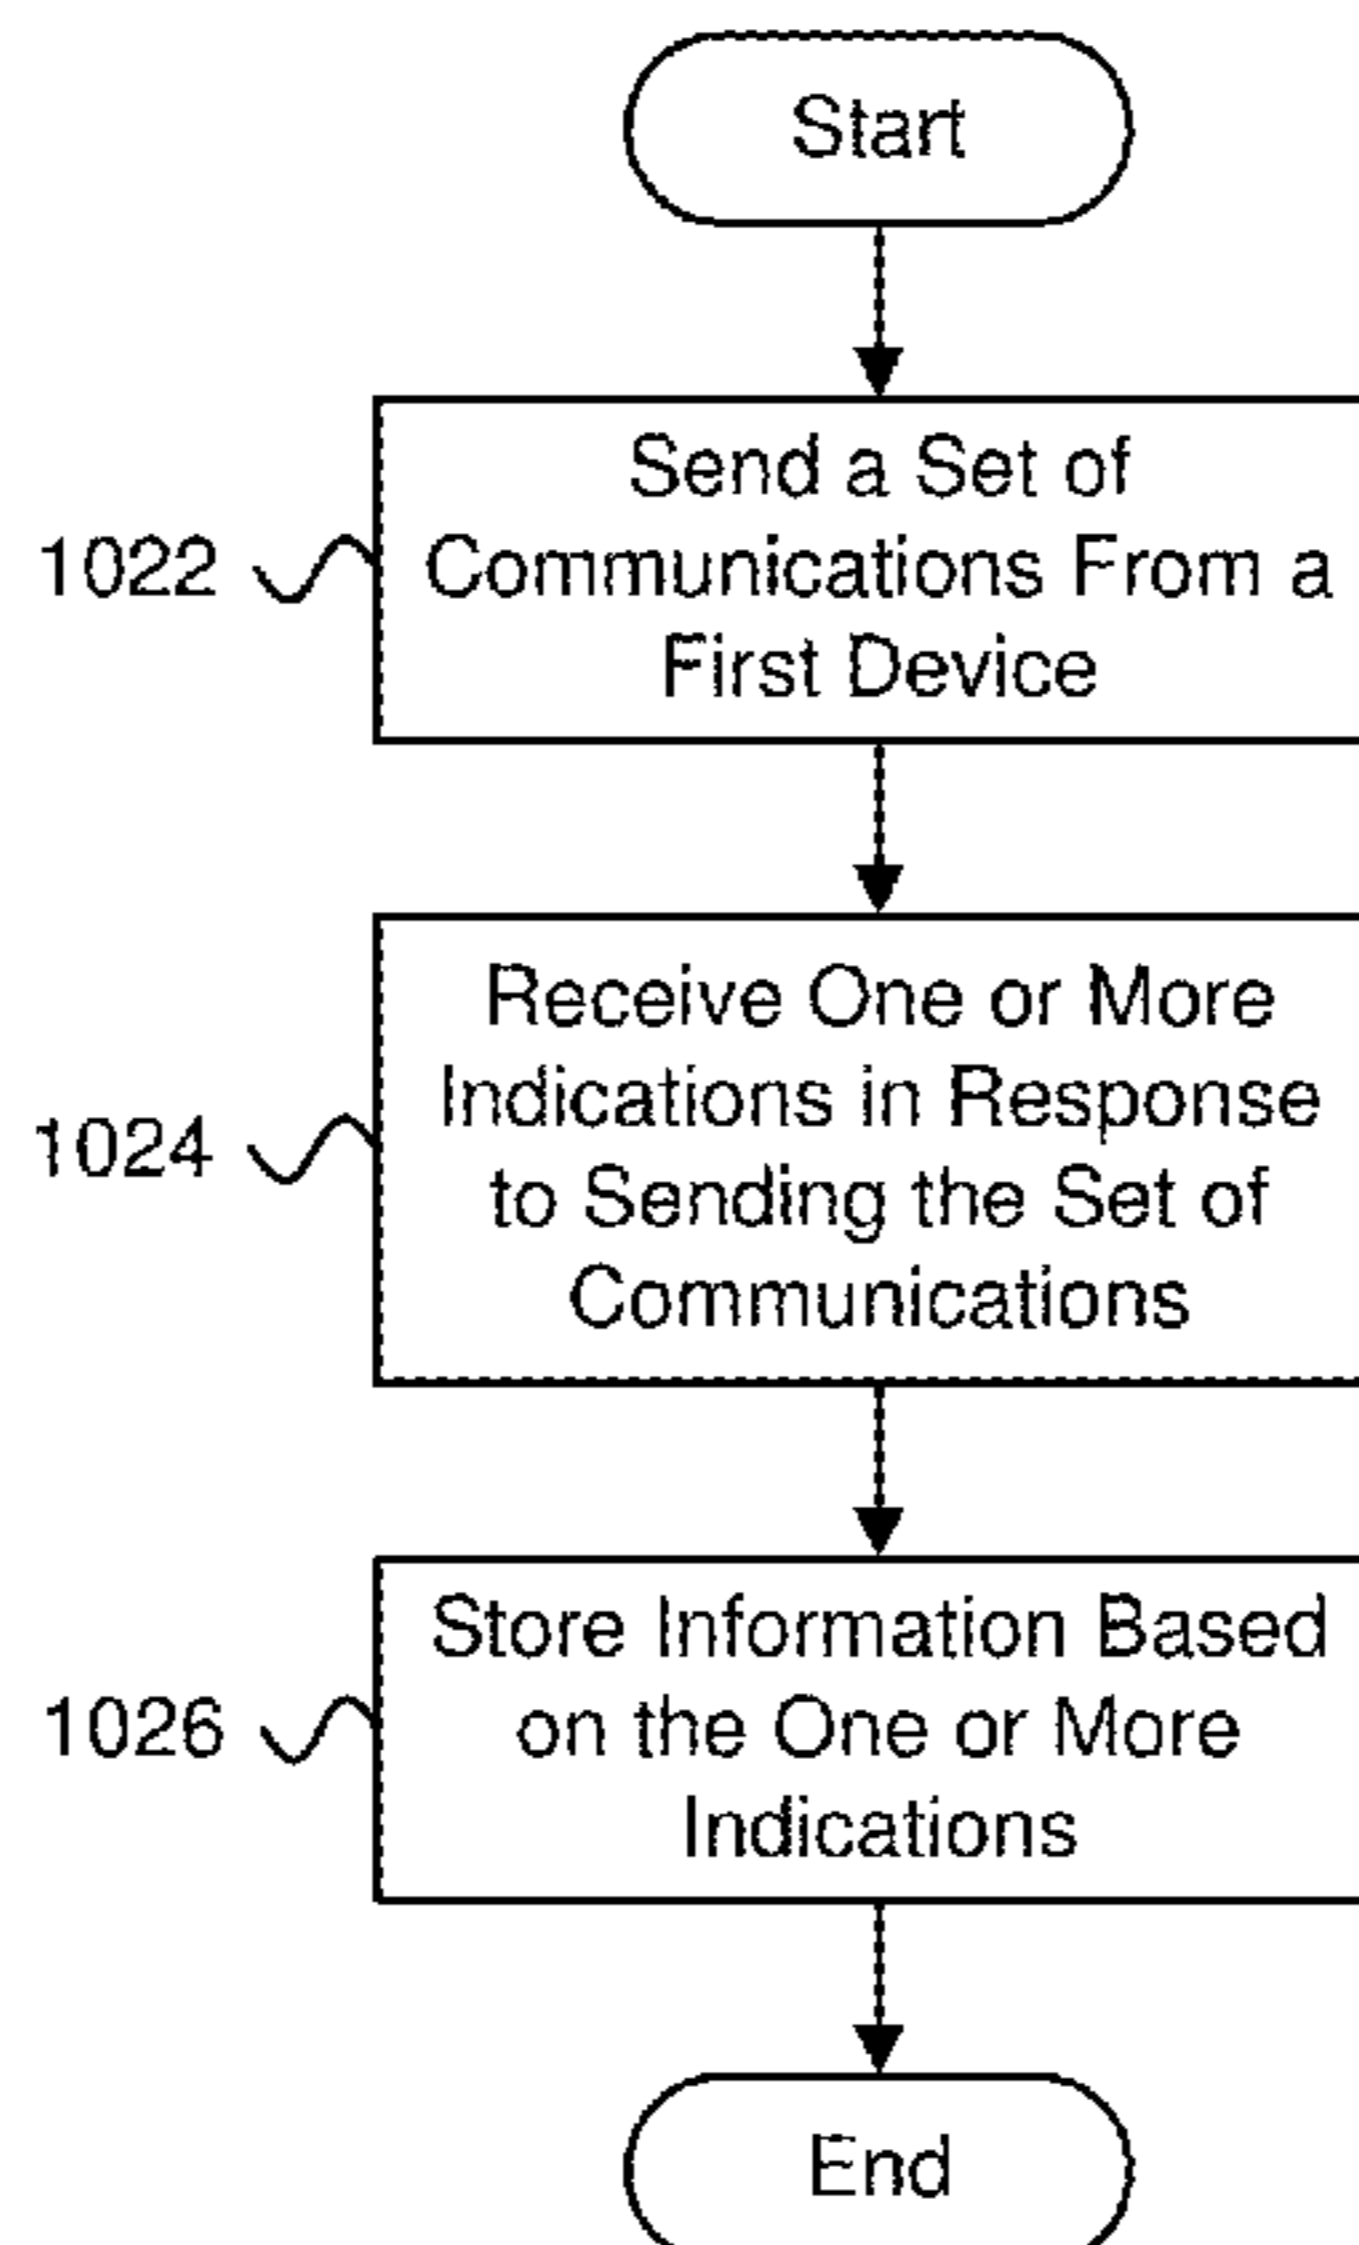 Start
Send a Set of
1022 Communications From a
First Device
Receive One or More
Indications in Response
1024
to Sending the Set of
Communications
Store Information Based
1026 on the One or More
Indications
End